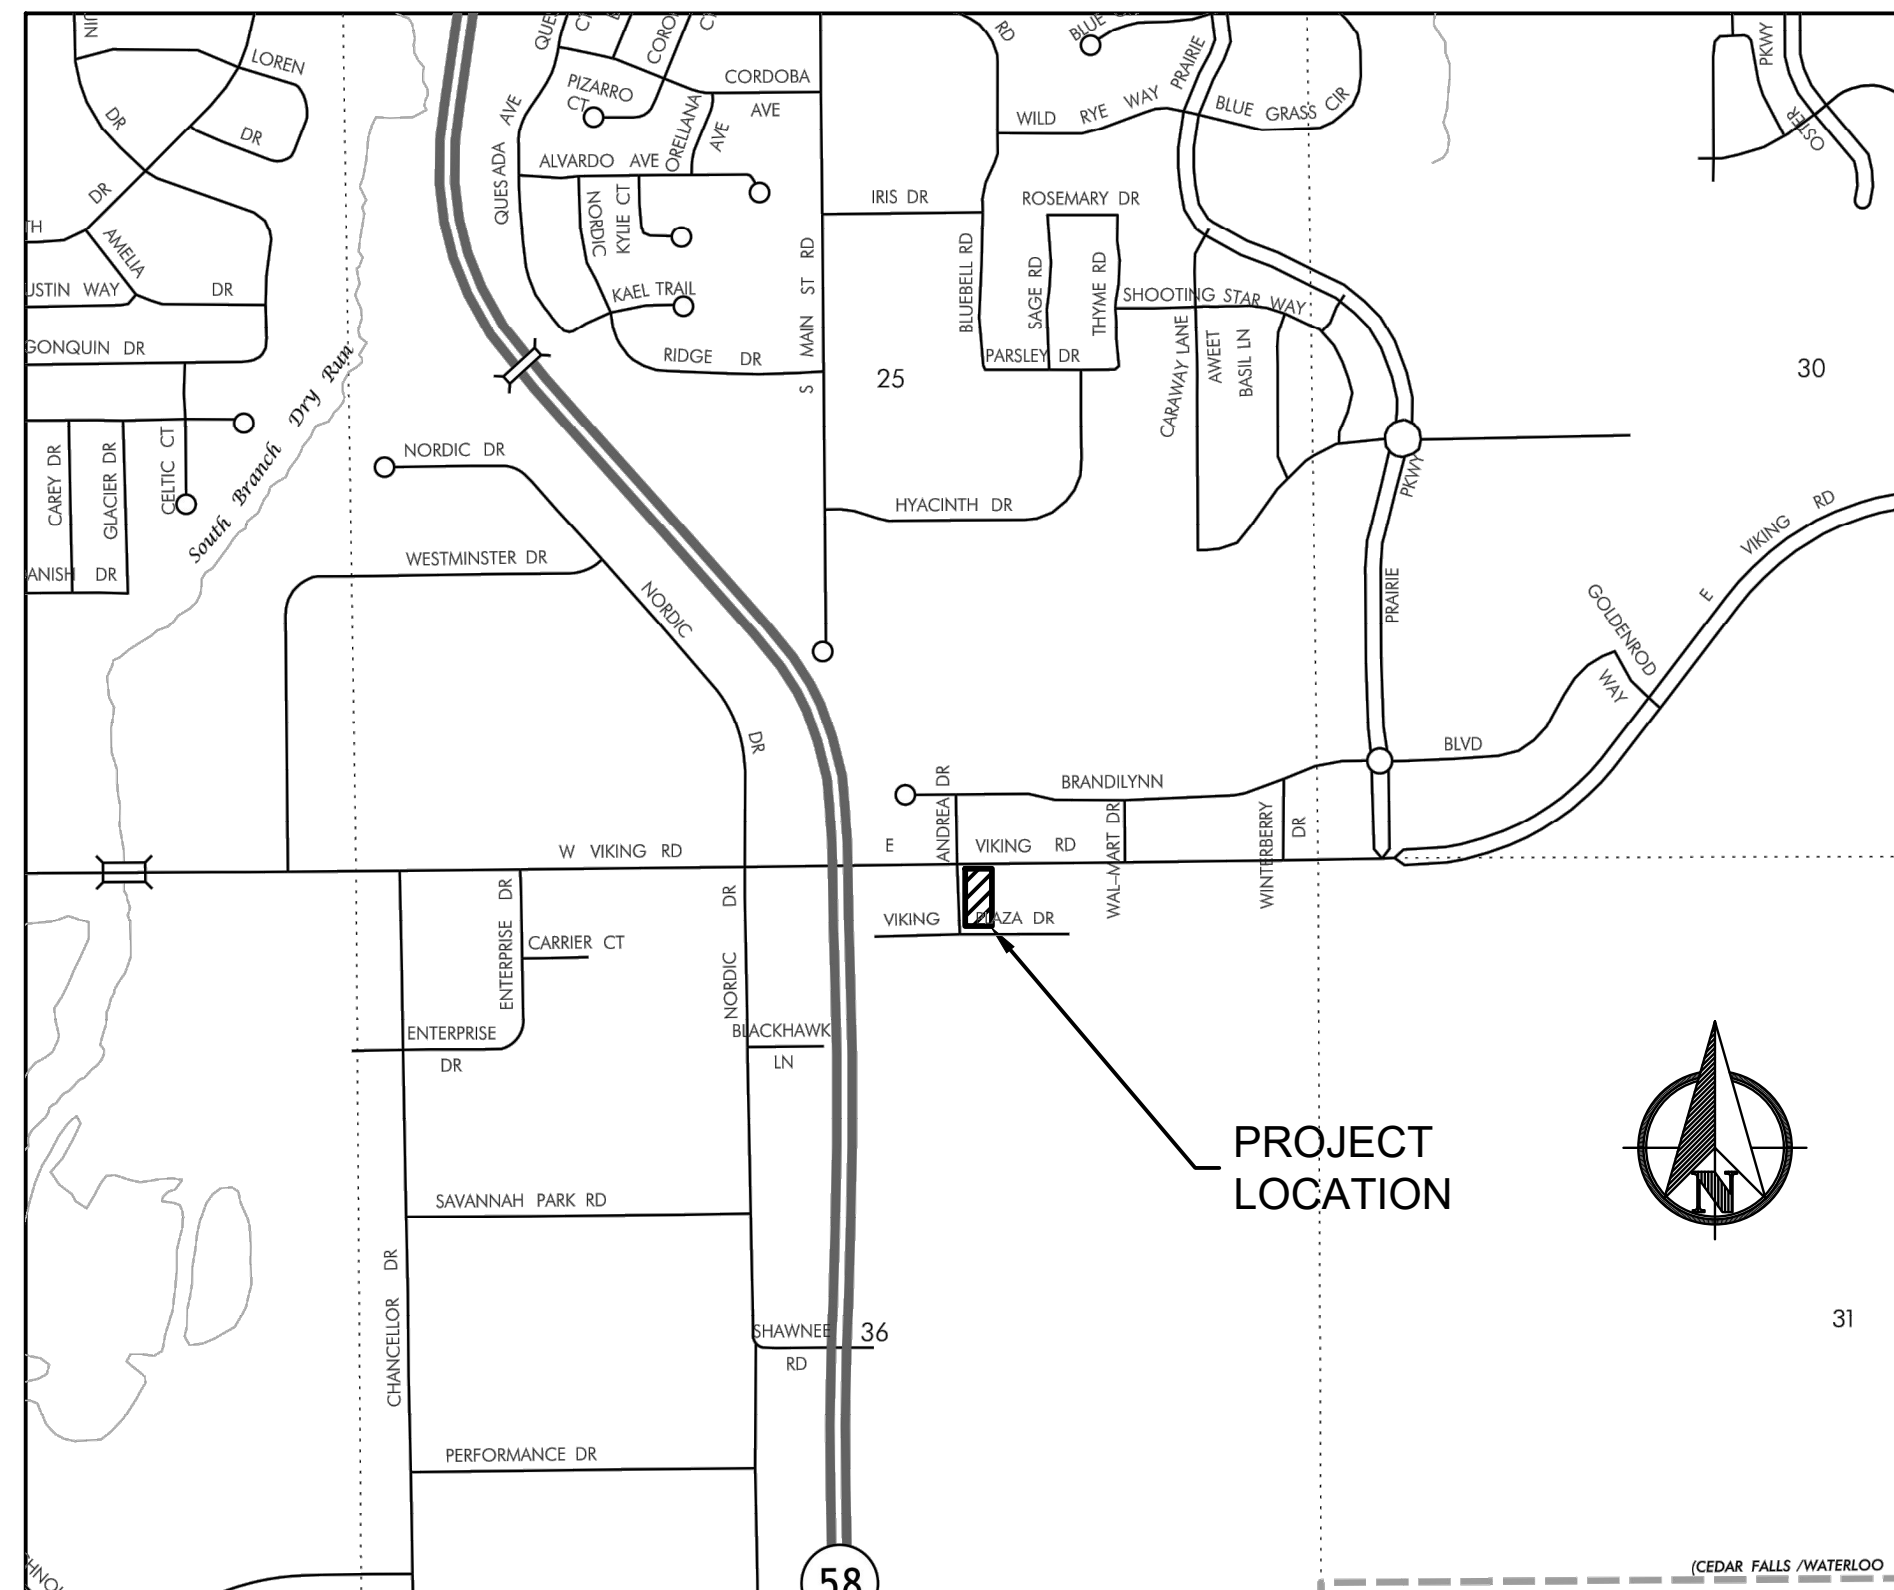 LOREN
DR
DR
DR
AMELIA
USTIN WAY DR
GONQUIN DR
CAREY DR
GLACIER DR
CELTIC CT
ANISH DR
South Branch Dry Run
QUES ADA AVE
PIZARRO
CT
CORDOBA
AVE
ORELLANA
AVE
ALVARDO AVE
NORDIC
KYLIE CT
KAEL TRAIL
RIDGE DR
S MAIN ST RD
IRIS DR
RD
BLUE
WILD RYE WAY
PRAIRIE
BLUE GRASS CIR
ROSEMARY DR
BLUEBELL RD
SAGE RD
THYME RD
SHOOTING STAR WAY
PARSLEY DR
CARAWAY LANE
AWEET
BASIL LN
25
30
PKWY
OSTER
NORDIC DR
WESTMINSTER DR
NORDIC
DR
HYACINTH DR
PKWY
PRAIRIE
VIKING RD
E
GOLDENROD
WAY
BLVD
BRANDILYNN
ANDREA DR
WAL-MART DR
WINTERBERRY
DR
W VIKING RD
E VIKING RD
VIKING PLAZA DR
ENTERPRISE DR
CARRIER CT
NORDIC DR
ENTERPRISE
DR
BLACKHAWK
LN
PROJECT
LOCATION
N
SAVANNAH PARK RD
CHANCELLOR DR
SHAWNEE
RD
36
31
PERFORMANCE DR
58
(CEDAR FALLS /WATERLOO